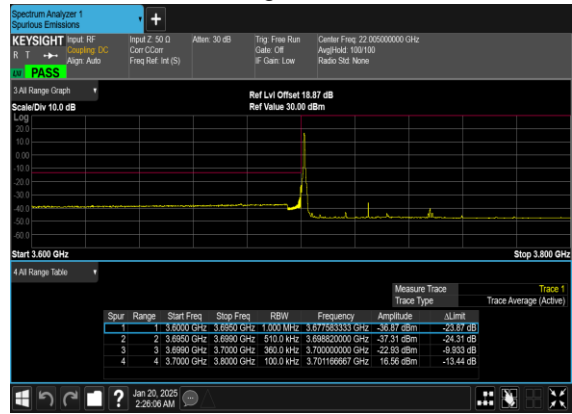 Spectrum Analyzer 1
Spurious Emissions
KEYSIGHT Input: RF Input Z: 50 Ω Atten: 30 dB Trig: Free Run Center Freq: 22.005000000 GHz
R T Coupling: DC Corr CCorr Gate: Off Avg|Hold: 100/100
Align: Auto Freq Ref: Int (S) IF Gain: Low Radio Std: None
PASS
3 All Range Graph
Ref Lvl Offset 18.87 dB
Scale/Div 10.0 dB Ref Value 30.00 dBm
Log
20.0
10.0
0.00
-10.0
-20.0
-30.0
-40.0
-50.0
-60.0
Start 3.600 GHz Stop 3.800 GHz
4 All Range Table
Measure Trace Trace 1
Trace Type Trace Average (Active)
Spur Range Start Freq Stop Freq RBW Frequency Amplitude ΔLimit
1 1 3.6000 GHz 3.6950 GHz 1.000 MHz 3.677583333 GHz -36.87 dBm -23.87 dB
2 2 3.6950 GHz 3.6990 GHz 510.0 kHz 3.698820000 GHz -37.31 dBm -24.31 dB
3 3 3.6990 GHz 3.7000 GHz 360.0 kHz 3.700000000 GHz -22.93 dBm -9.933 dB
4 4 3.7000 GHz 3.8000 GHz 100.0 kHz 3.701166667 GHz 16.56 dBm -13.44 dB
Jan 20, 2025
2:26:06 AM